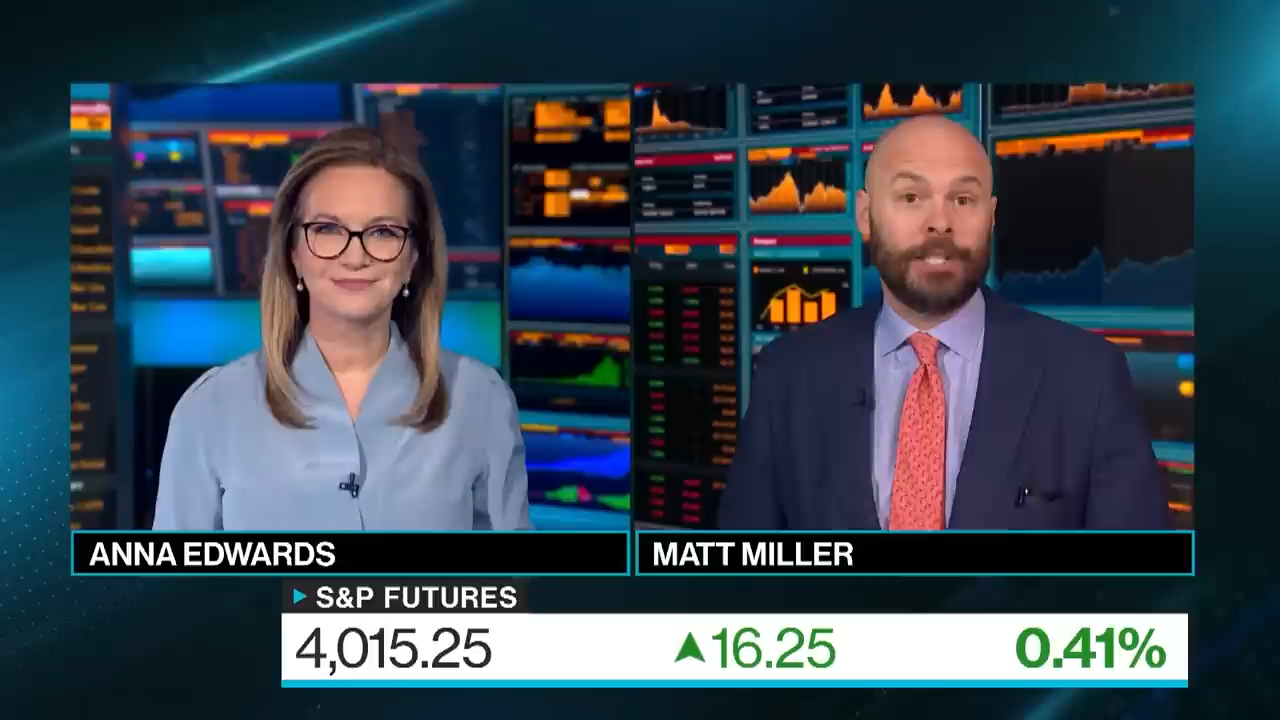 ANNA EDWARDS
MATT MILLER
S&P FUTURES
4,015.25 ▲16.25 0.41%